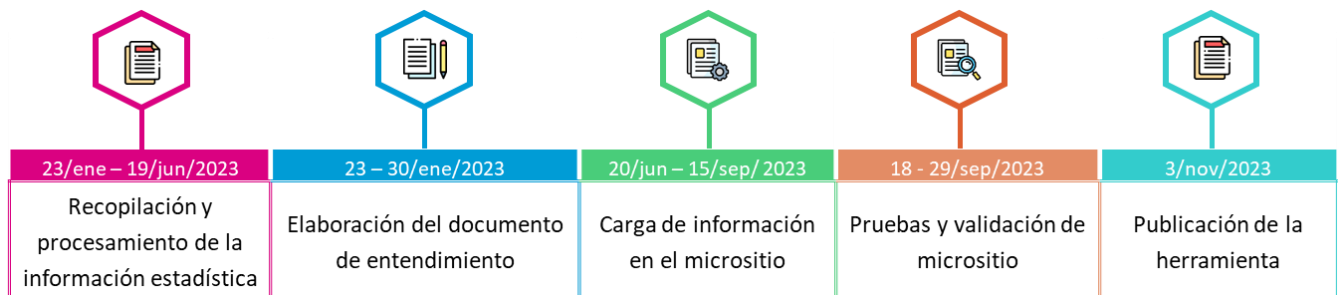 23/ene – 19/jun/2023
Recopilación y
procesamiento de la
información estadística
23 – 30/ene/2023
Elaboración del documento
de entendimiento
20/jun – 15/sep/ 2023
Carga de información
en el micrositio
18 - 29/sep/2023
Pruebas y validación de
micrositio
3/nov/2023
Publicación de la
herramienta